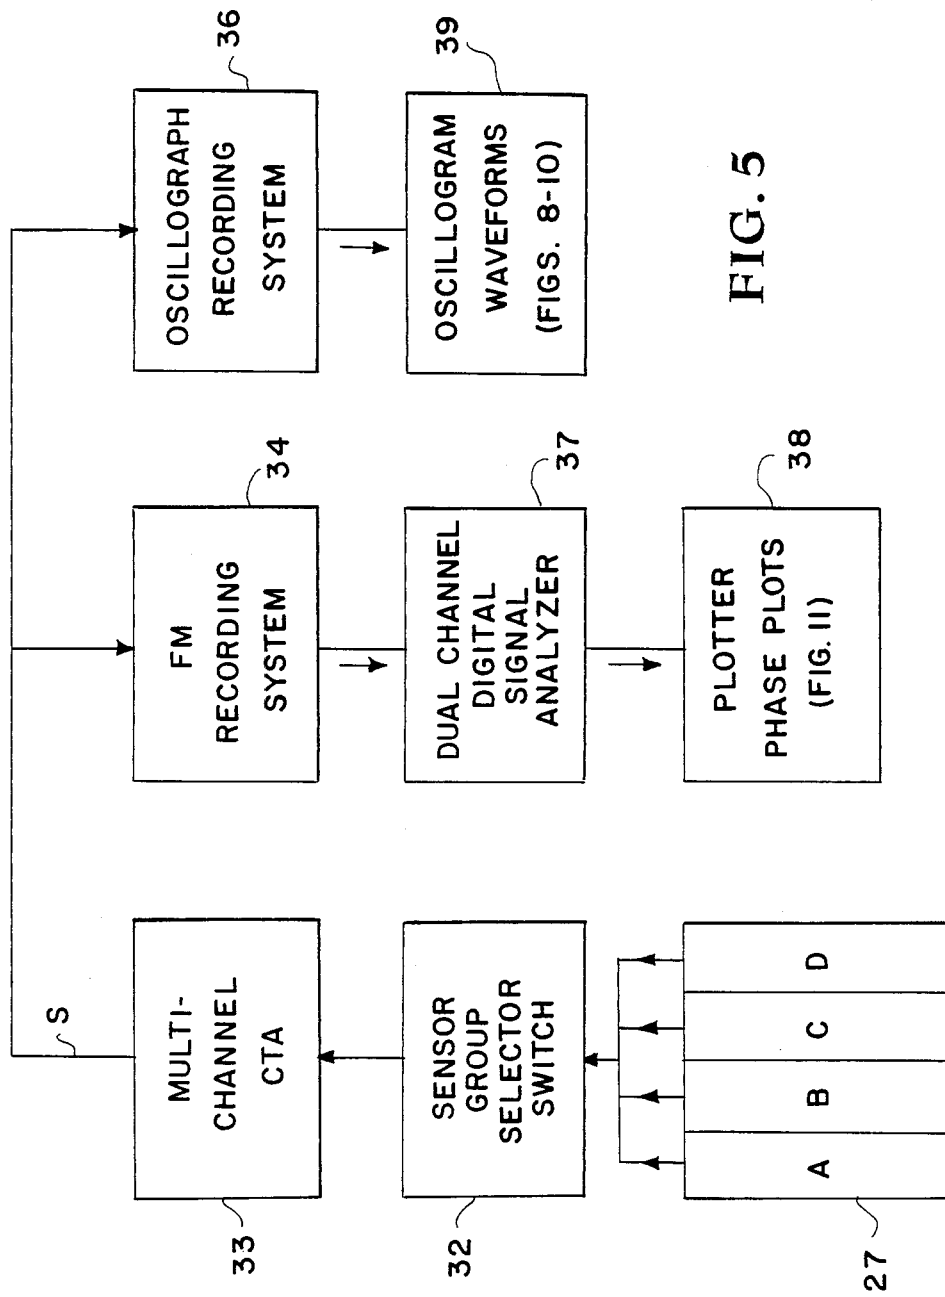 S
MULTI-
CHANNEL
CTA
33
SENSOR
GROUP
SELECTOR
SWITCH
32
A
B
C
D
27
FM
RECORDING
SYSTEM
34
DUAL CHANNEL
DIGITAL
SIGNAL
ANALYZER
37
PLOTTER
PHASE PLOTS
(FIG. 11)
38
OSCILLOGRAPH
RECORDING
SYSTEM
36
OSCILLOGRAM
WAVEFORMS
(FIGS. 8-10)
39
FIG. 5